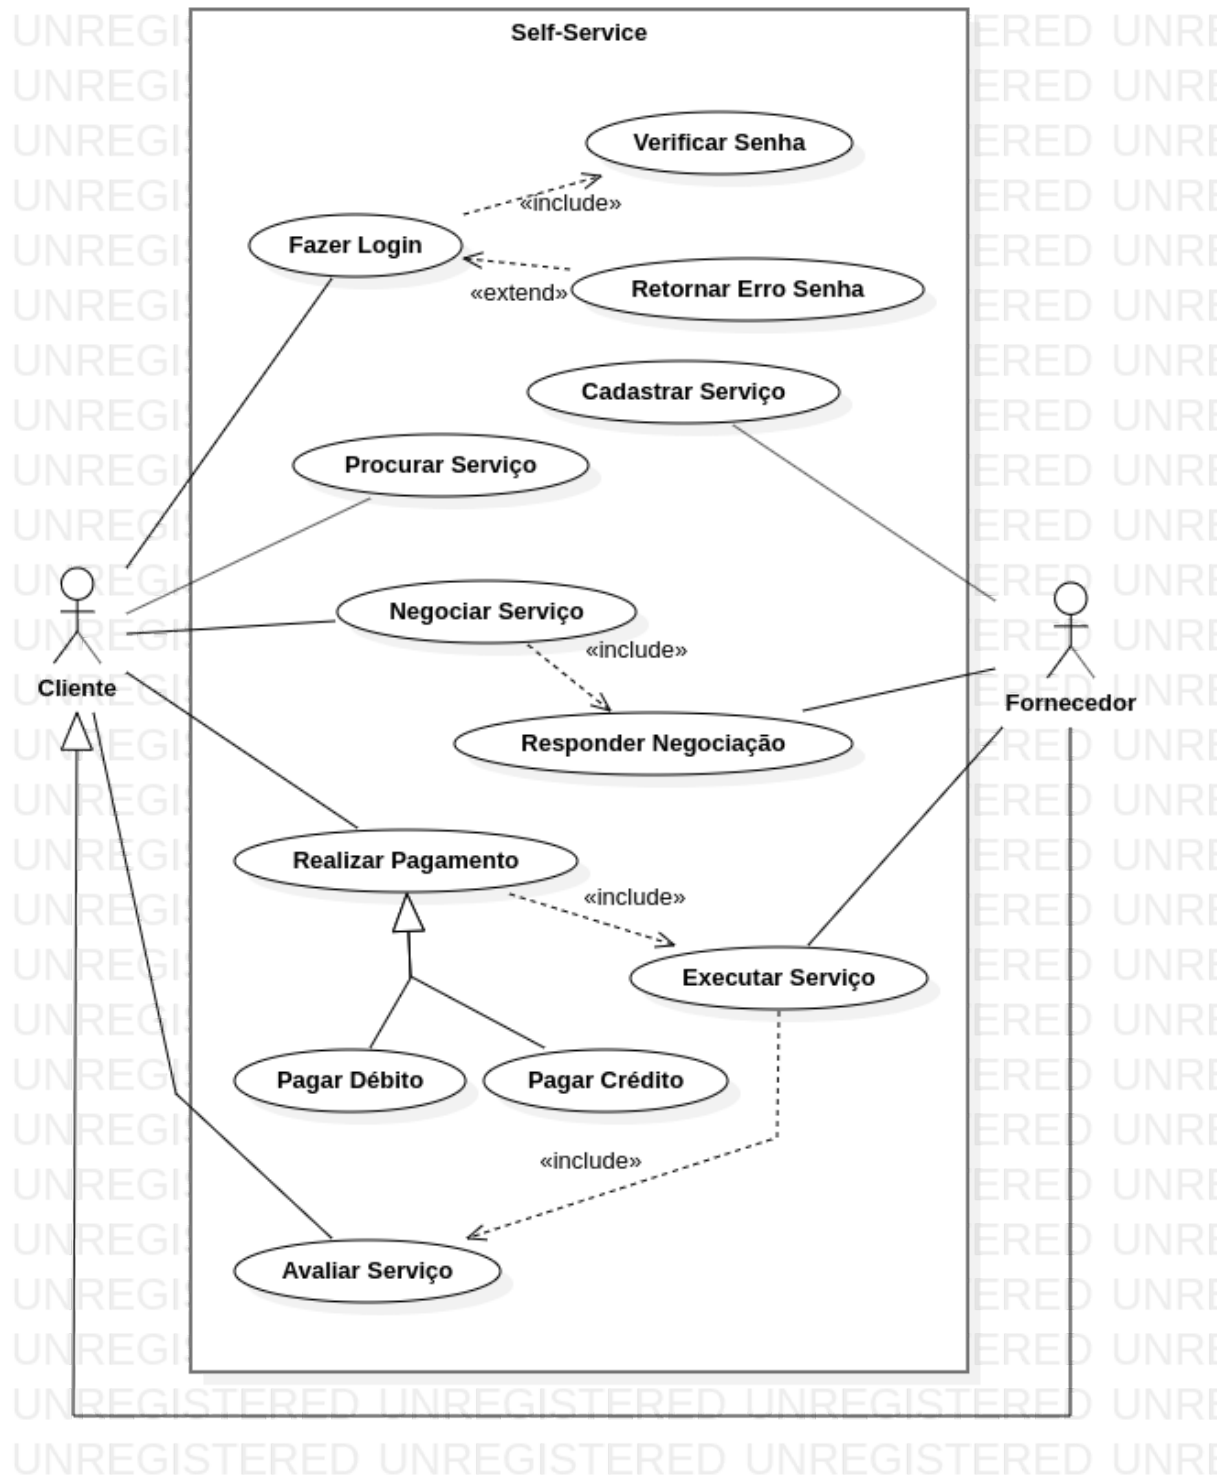 Self-Service
Verificar Senha
«include»
Fazer Login
«extend»
Retornar Erro Senha
Cadastrar Serviço
Procurar Serviço
Negociar Serviço
«include»
Cliente
Fornecedor
Responder Negociação
Realizar Pagamento
«include»
Executar Serviço
Pagar Débito
Pagar Crédito
«include»
Avaliar Serviço
UNREGISTERED UNREGISTERED UNREGISTERED UNRE
UNREGISTERED UNREGISTERED UNREGISTERED UNRE